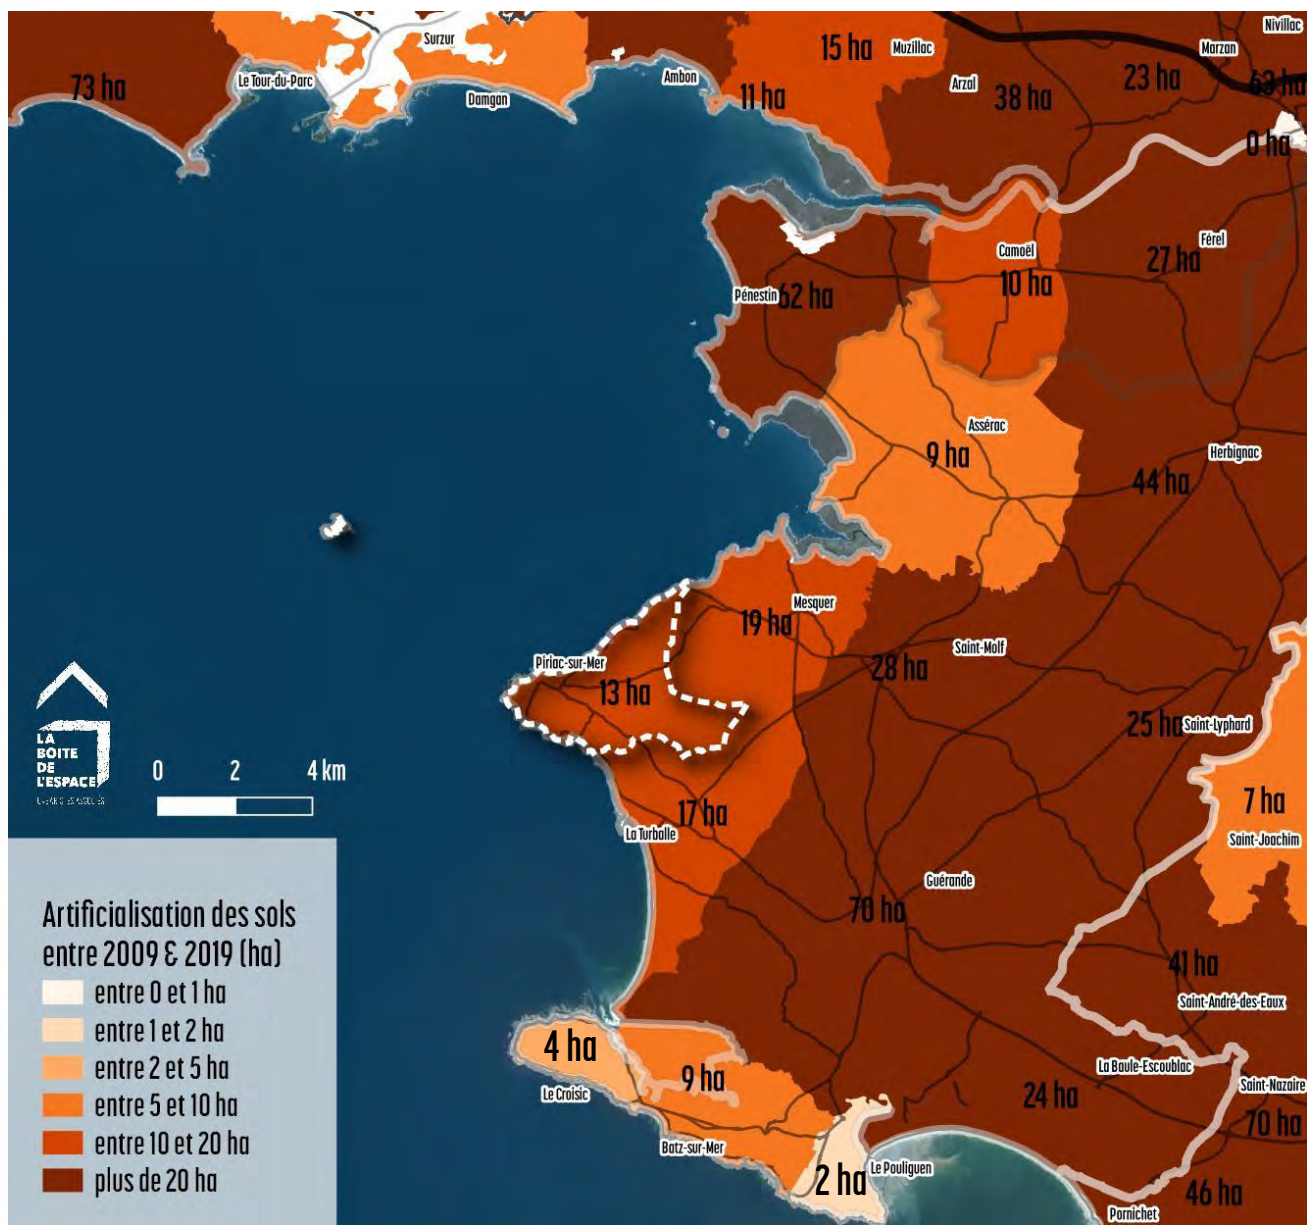 Nivillac
Surzur
15 ha
Muzillac
Marzan
Le Tour-du-Parc
73 ha
Ambon
Arzal
23 ha
63 ha
Damgan
11 ha
38 ha
0 ha
Férel
Camoël
27 ha
10 ha
Pénestin
62 ha
Assérac
9 ha
Herbignac
44 ha
Mesquer
19 ha
Saint-Molf
Piriac-sur-Mer
28 ha
13 ha
25 ha
Saint-Lyphard
LA
BOITE
DE
L'ESPACE
0 2 4 km
7 ha
17 ha
La Turballe
Saint-Joachim
Guérande
70 ha
Artificialisation des sols
entre 2009 & 2019 (ha)
entre 0 et 1 ha
entre 1 et 2 ha
entre 2 et 5 ha
entre 5 et 10 ha
entre 10 et 20 ha
plus de 20 ha
41 ha
Saint-André-des-Eaux
4 ha
La Baule-Escoublac
9 ha
Saint-Nazaire
Le Croisic
24 ha
70 ha
Batz-sur-Mer
Le Pouliguen
2 ha
46 ha
Pornichet